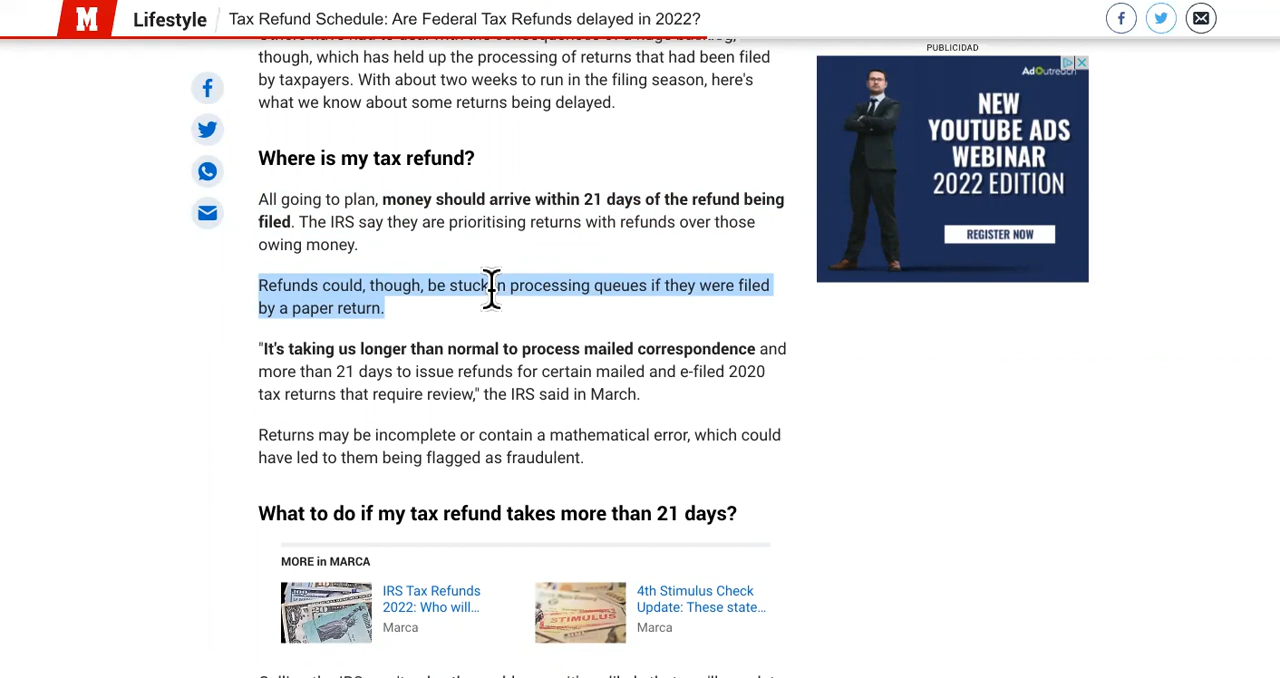 M Lifestyle Tax Refund Schedule: Are Federal Tax Refunds delayed in 2022?
though, which has held up the processing of returns that had been filed
by taxpayers. With about two weeks to run in the filing season, here's
what we know about some returns being delayed.
Where is my tax refund?
All going to plan, money should arrive within 21 days of the refund being
filed. The IRS say they are prioritising returns with refunds over those
owing money.
Refunds could, though, be stuck in processing queues if they were filed
by a paper return.
"It's taking us longer than normal to process mailed correspondence and
more than 21 days to issue refunds for certain mailed and e-filed 2020
tax returns that require review," the IRS said in March.
Returns may be incomplete or contain a mathematical error, which could
have led to them being flagged as fraudulent.
What to do if my tax refund takes more than 21 days?
MORE in MARCA
IRS Tax Refunds
2022: Who will...
Marca
STIMULUS
4th Stimulus Check
Update: These state...
Marca
PUBLICIDAD
AdOutreach
NEW
YOUTUBE ADS
WEBINAR
2022 EDITION
REGISTER NOW